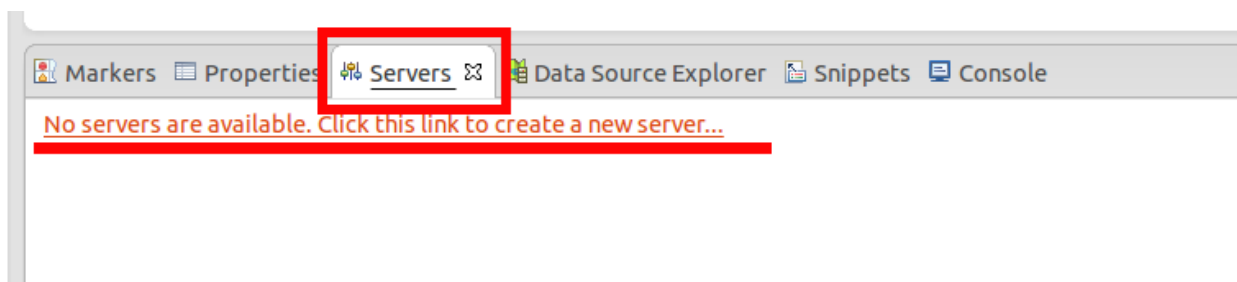 Markers Properties Servers Data Source Explorer Snippets Console
No servers are available. Click this link to create a new server...